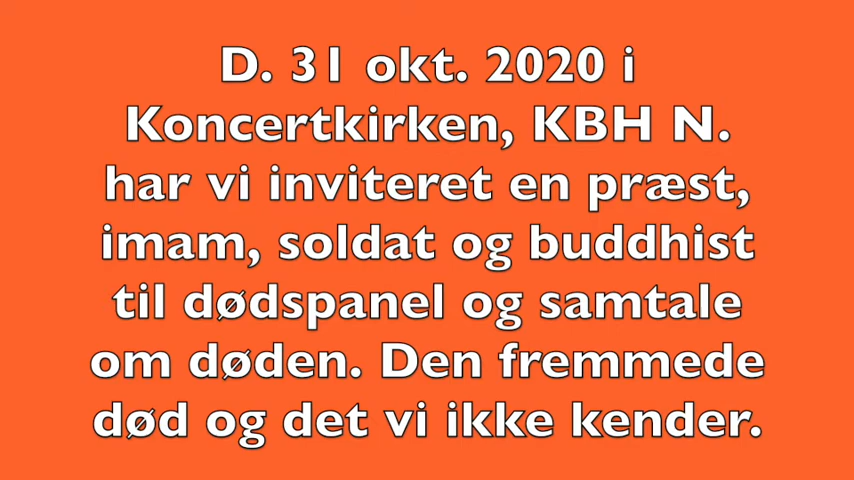 D. 31 okt. 2020 i
Koncertkirken, KBH N.
har vi inviteret en præst,
imam, soldat og buddhist
til dødspanel og samtale
om døden. Den fremmede
død og det vi ikke kender.